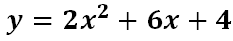 y = 2x² + 6x + 4